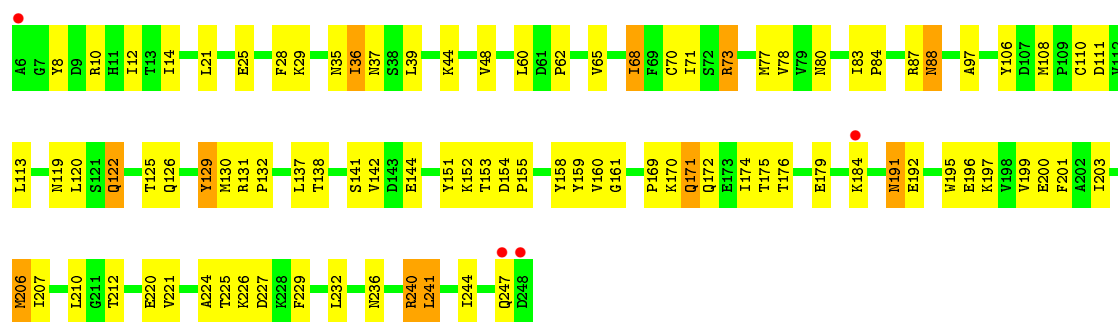 A6 G7 Y8 D9 R10 H11 I12 T13 I14 L21 E25 F28 K29 N35 I36 N37 S38 L39 K44 V48 L60 D61 P62 V65 I68 F69 C70 I71 S72 R73 M77 V78 V79 N80 I83 P84 R87 N88 A97 Y106 D107 M108 P109 C110 D111 V112
L113 N119 L120 S121 Q122 T125 Q126 Y129 M130 R131 P132 L137 T138 S141 V142 D143 E144 Y151 K152 T153 D154 P155 Y158 Y159 V160 G161 P169 K170 Q171 Q172 E173 I174 T175 T176 E179 K184 N191 E192 W195 E196 K197 V198 V199 E200 F201 A202 I203
M206 I207 L210 G211 T212 E220 V221 A224 T225 K226 D227 K228 F229 L232 N236 R240 L241 I244 Q247 D248